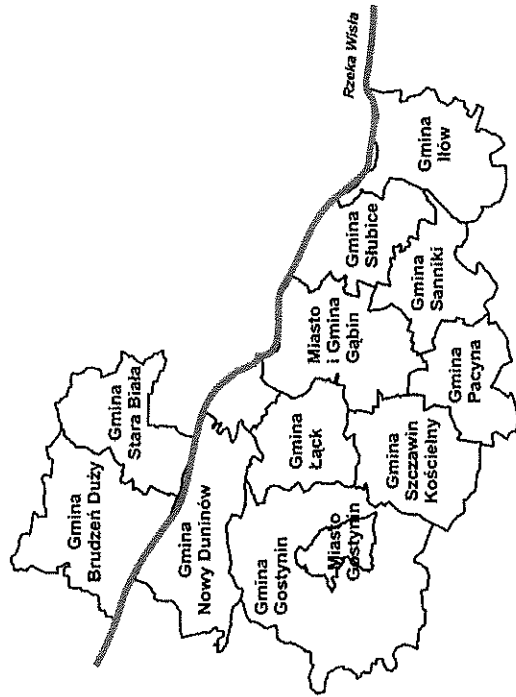 Rzeka Wisła
Gmina
Brudzeń Duży
Gmina
Stara Biała
Gmina
Nowy Duninów
Gmina
Łąck
Miasto
i Gmina
Gąbin
Gmina
Słubice
Gmina
Iłów
Gmina
Sanniki
Gmina
Pacyna
Gmina
Szczawin
Kościelny
Gmina
Gostynin
Miasto
Gostynin